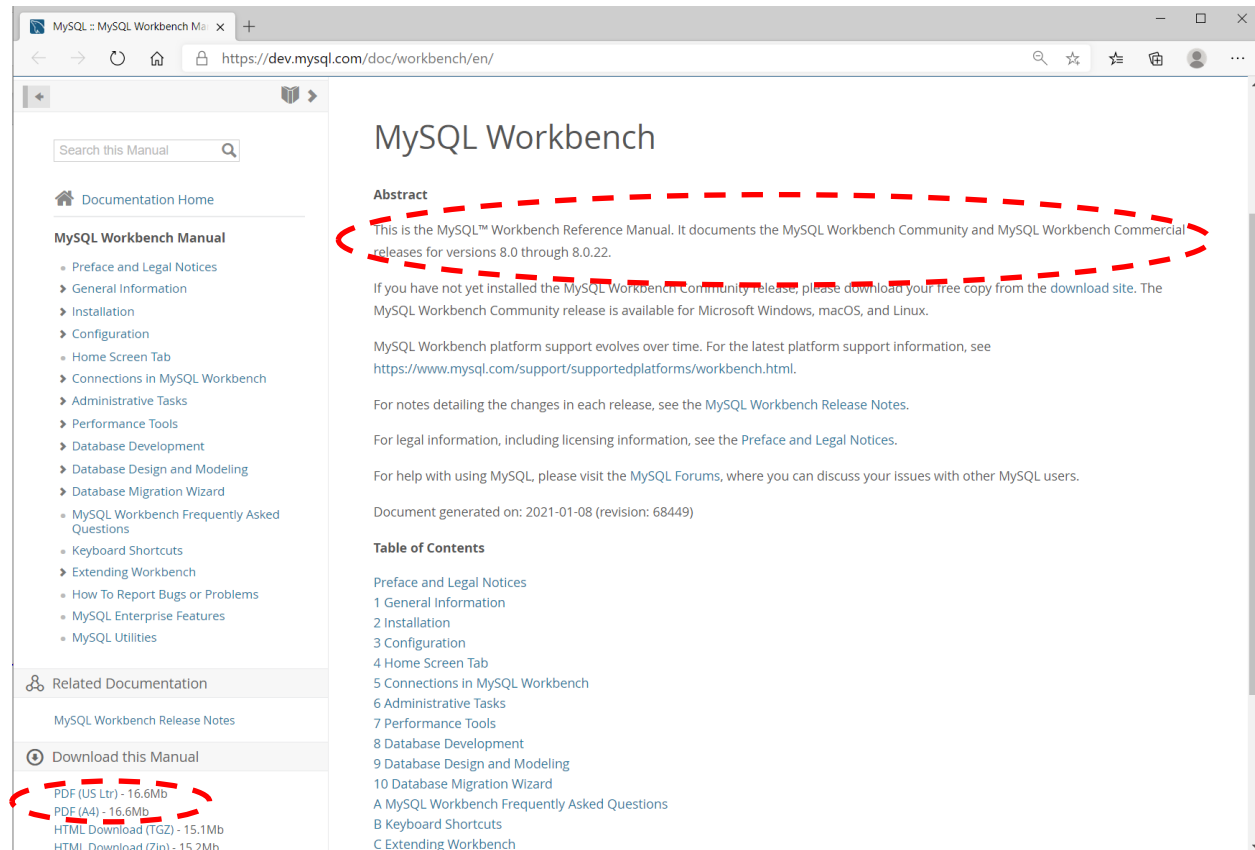 MySQL :: MySQL Workbench Ma
https://dev.mysql.com/doc/workbench/en/
Search this Manual
Documentation Home
MySQL Workbench Manual
Preface and Legal Notices
General Information
Installation
Configuration
Home Screen Tab
Connections in MySQL Workbench
Administrative Tasks
Performance Tools
Database Development
Database Design and Modeling
Database Migration Wizard
MySQL Workbench Frequently Asked
Questions
Keyboard Shortcuts
Extending Workbench
How To Report Bugs or Problems
MySQL Enterprise Features
MySQL Utilities
Related Documentation
MySQL Workbench Release Notes
Download this Manual
PDF (US Ltr) - 16.6Mb
PDF (A4) - 16.6Mb
HTML Download (TGZ) - 15.1Mb
HTML Download (Zip) - 15.2Mb
MySQL Workbench
Abstract
This is the MySQL™ Workbench Reference Manual. It documents the MySQL Workbench Community and MySQL Workbench Commercial
releases for versions 8.0 through 8.0.22.
If you have not yet installed the MySQL Workbench Community release, please download your free copy from the download site. The
MySQL Workbench Community release is available for Microsoft Windows, macOS, and Linux.
MySQL Workbench platform support evolves over time. For the latest platform support information, see
https://www.mysql.com/support/supportedplatforms/workbench.html.
For notes detailing the changes in each release, see the MySQL Workbench Release Notes.
For legal information, including licensing information, see the Preface and Legal Notices.
For help with using MySQL, please visit the MySQL Forums, where you can discuss your issues with other MySQL users.
Document generated on: 2021-01-08 (revision: 68449)
Table of Contents
Preface and Legal Notices
1 General Information
2 Installation
3 Configuration
4 Home Screen Tab
5 Connections in MySQL Workbench
6 Administrative Tasks
7 Performance Tools
8 Database Development
9 Database Design and Modeling
10 Database Migration Wizard
A MySQL Workbench Frequently Asked Questions
B Keyboard Shortcuts
C Extending Workbench